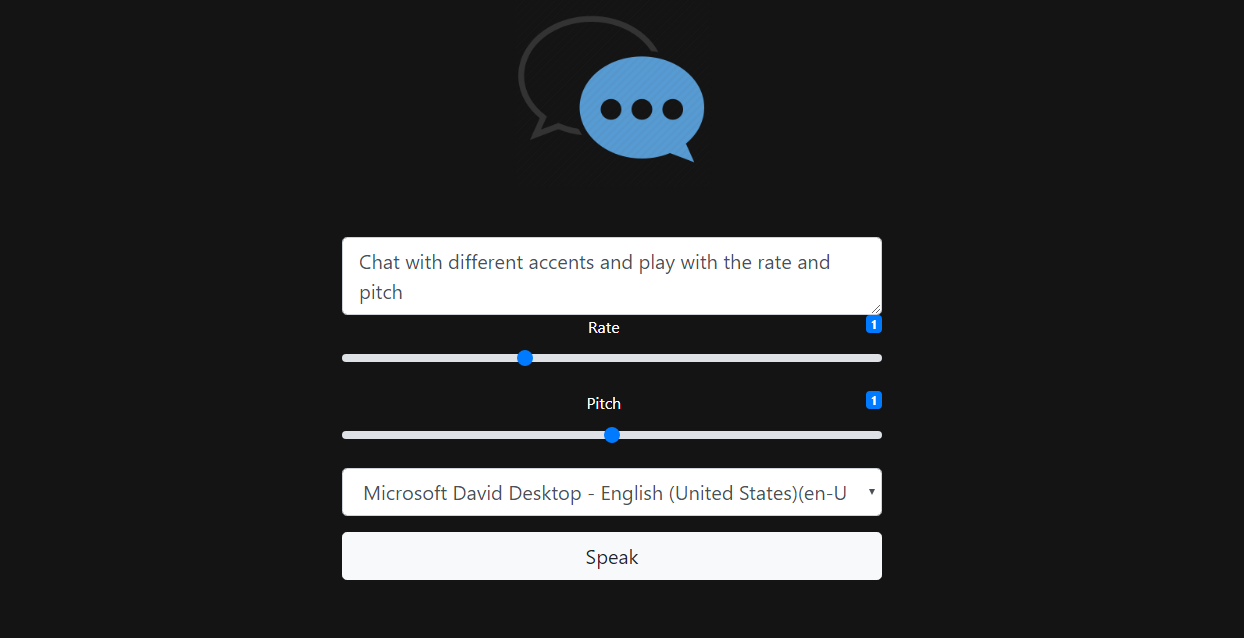 Chat with different accents and play with the rate and
pitch
Rate
1
Pitch
1
Microsoft David Desktop - English (United States)(en-U
Speak